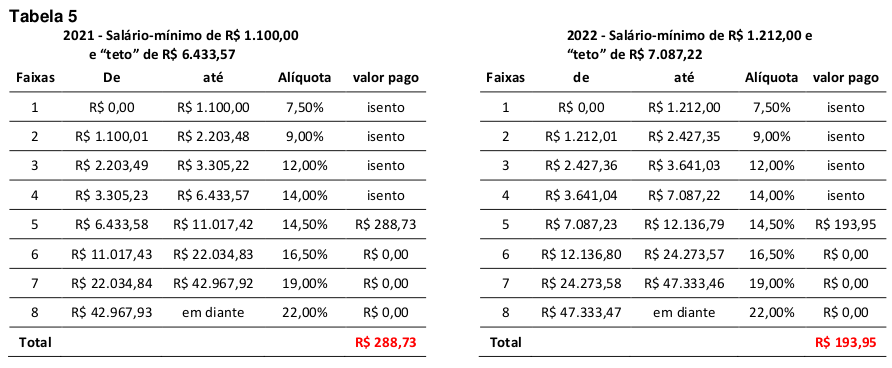 Tabela 5
2021 - Salário-mínimo de R$ 1.100,00
e “teto” de R$ 6.433,57
Faixas De até Alíquota valor pago
1 R$ 0,00 R$ 1.100,00 7,50% isento
2 R$ 1.100,01 R$ 2.203,48 9,00% isento
3 R$ 2.203,49 R$ 3.305,22 12,00% isento
4 R$ 3.305,23 R$ 6.433,57 14,00% isento
5 R$ 6.433,58 R$ 11.017,42 14,50% R$ 288,73
6 R$ 11.017,43 R$ 22.034,83 16,50% R$ 0,00
7 R$ 22.034,84 R$ 42.967,92 19,00% R$ 0,00
8 R$ 42.967,93 em diante 22,00% R$ 0,00
Total R$ 288,73
2022 - Salário-mínimo de R$ 1.212,00 e
“teto” de R$ 7.087,22
Faixas de até Alíquota valor pago
1 R$ 0,00 R$ 1.212,00 7,50% isento
2 R$ 1.212,01 R$ 2.427,35 9,00% isento
3 R$ 2.427,36 R$ 3.641,03 12,00% isento
4 R$ 3.641,04 R$ 7.087,22 14,00% isento
5 R$ 7.087,23 R$ 12.136,79 14,50% R$ 193,95
6 R$ 12.136,80 R$ 24.273,57 16,50% R$ 0,00
7 R$ 24.273,58 R$ 47.333,46 19,00% R$ 0,00
8 R$ 47.333,47 em diante 22,00% R$ 0,00
Total R$ 193,95